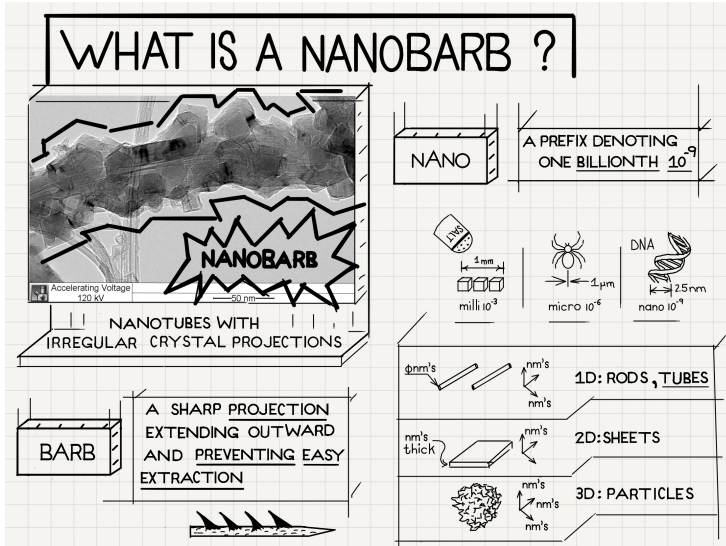 WHAT IS A NANOBARB ?
NANOBARB
Accelerating Voltage
120 kV
50 nm
NANOTUBES WITH
IRREGULAR CRYSTAL PROJECTIONS
BARB
A SHARP PROJECTION
EXTENDING OUTWARD
AND PREVENTING EASY
EXTRACTION
NANO
A PREFIX DENOTING
ONE BILLIONTH 10⁻⁹
SALT
1mm
milli 10⁻³
1μm
micro 10⁻⁶
DNA
25nm
nano 10⁻⁹
φnm's
nm's
nm's
1D: RODS, TUBES
nm's
thick
nm's
nm's
2D: SHEETS
nm's
nm's
nm's
3D: PARTICLES